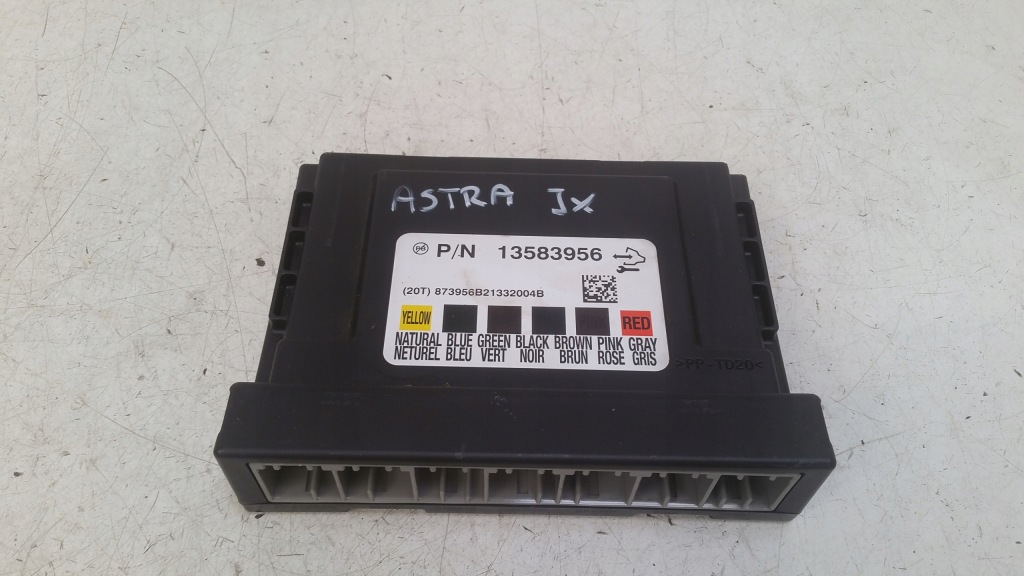 ASTRA Jx
P/N 13583956
(20T) 873956B21332004B
YELLOW RED
NATURAL BLUE GREEN BLACK BROWN PINK GRAY
NETUREL BLEU VERT NOIR BRUN ROSE GRIS
>PP-TD20<